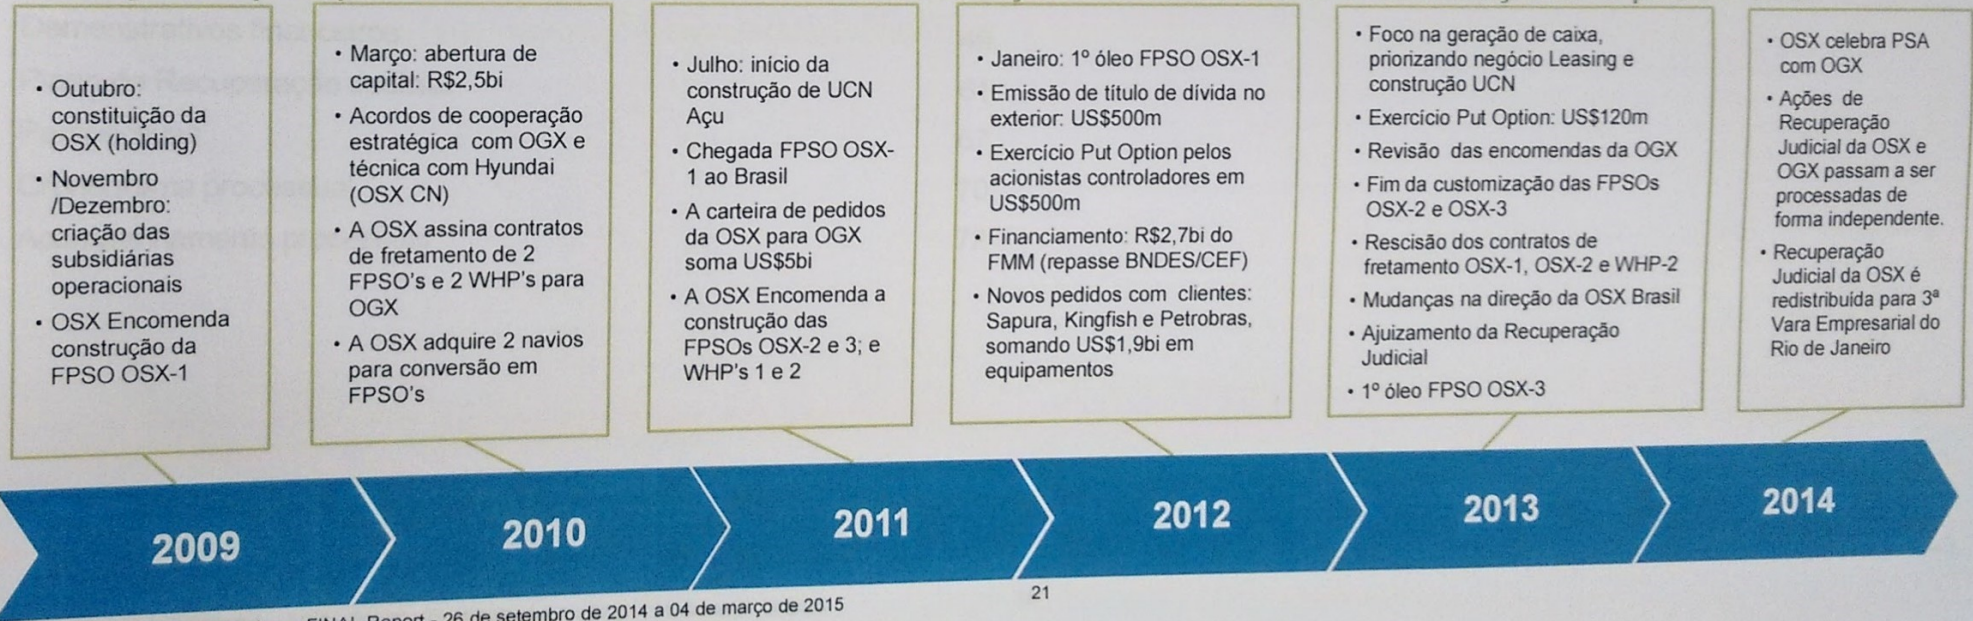 • Outubro:
constituição da
OSX (holding)
• Novembro
/Dezembro:
criação das
subsidiárias
operacionais
• OSX Encomenda
construção da
FPSO OSX-1
• Março: abertura de
capital: R$2,5bi
• Acordos de cooperação
estratégica com OGX e
técnica com Hyundai
(OSX CN)
• A OSX assina contratos
de fretamento de 2
FPSO's e 2 WHP's para
OGX
• A OSX adquire 2 navios
para conversão em
FPSO's
• Julho: início da
construção de UCN
Açu
• Chegada FPSO OSX-
1 ao Brasil
• A carteira de pedidos
da OSX para OGX
soma US$5bi
• A OSX Encomenda a
construção das
FPSOs OSX-2 e 3; e
WHP's 1 e 2
• Janeiro: 1º óleo FPSO OSX-1
• Emissão de título de dívida no
exterior: US$500m
• Exercício Put Option pelos
acionistas controladores em
US$500m
• Financiamento: R$2,7bi do
FMM (repasse BNDES/CEF)
• Novos pedidos com clientes:
Sapura, Kingfish e Petrobras,
somando US$1,9bi em
equipamentos
• Foco na geração de caixa,
priorizando negócio Leasing e
construção UCN
• Exercício Put Option: US$120m
• Revisão das encomendas da OGX
• Fim da customização das FPSOs
OSX-2 e OSX-3
• Rescisão dos contratos de
fretamento OSX-1, OSX-2 e WHP-2
• Mudanças na direção da OSX Brasil
• Ajuizamento da Recuperação
Judicial
• 1º óleo FPSO OSX-3
• OSX celebra PSA
com OGX
• Ações de
Recuperação
Judicial da OSX e
OGX passam a ser
processadas de
forma independente.
• Recuperação
Judicial da OSX é
redistribuída para 3ª
Vara Empresarial do
Rio de Janeiro
2009
2010
2011
2012
2013
2014
FINAL Report - 26 de setembro de 2014 a 04 de março de 2015
21